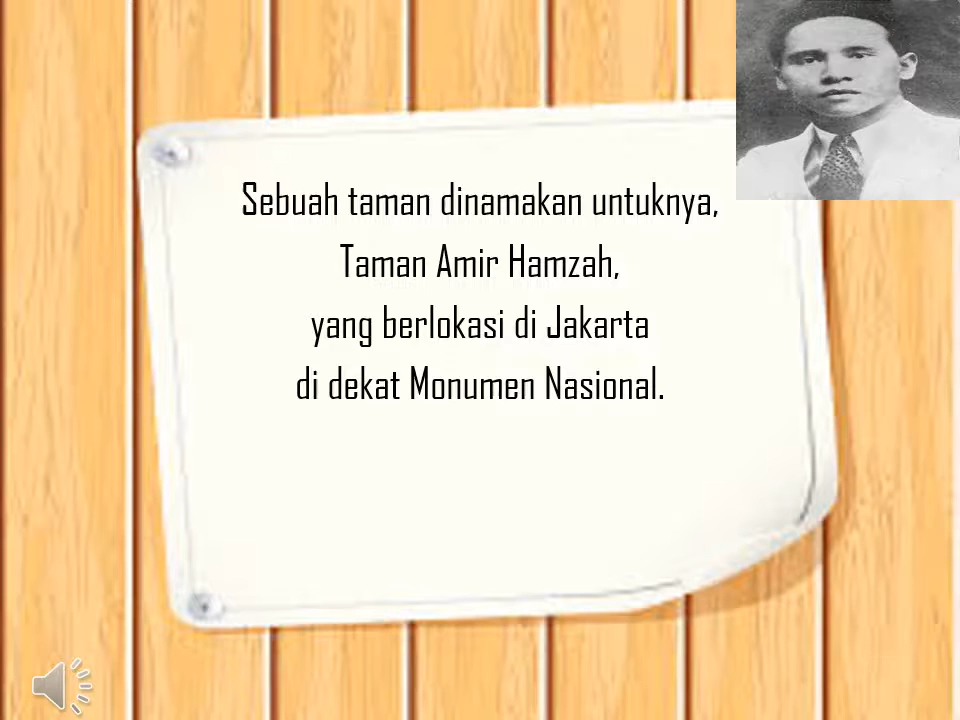 Sebuah taman dinamakan untuknya,
Taman Amir Hamzah,
yang berlokasi di Jakarta
di dekat Monumen Nasional.